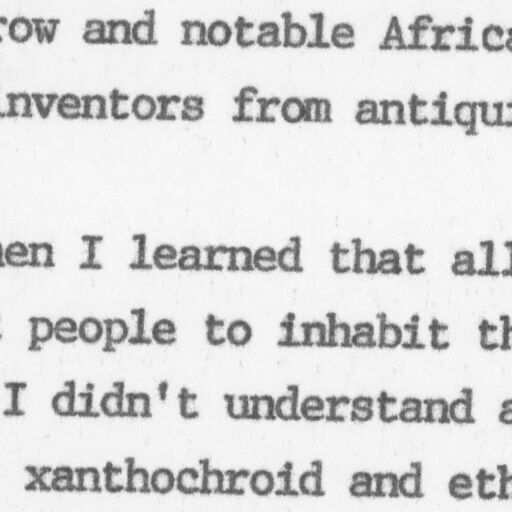 row and notable Africa
inventors from antiqui
hen I learned that all
t people to inhabit th
I didn't understand a
xanthochroid and eth